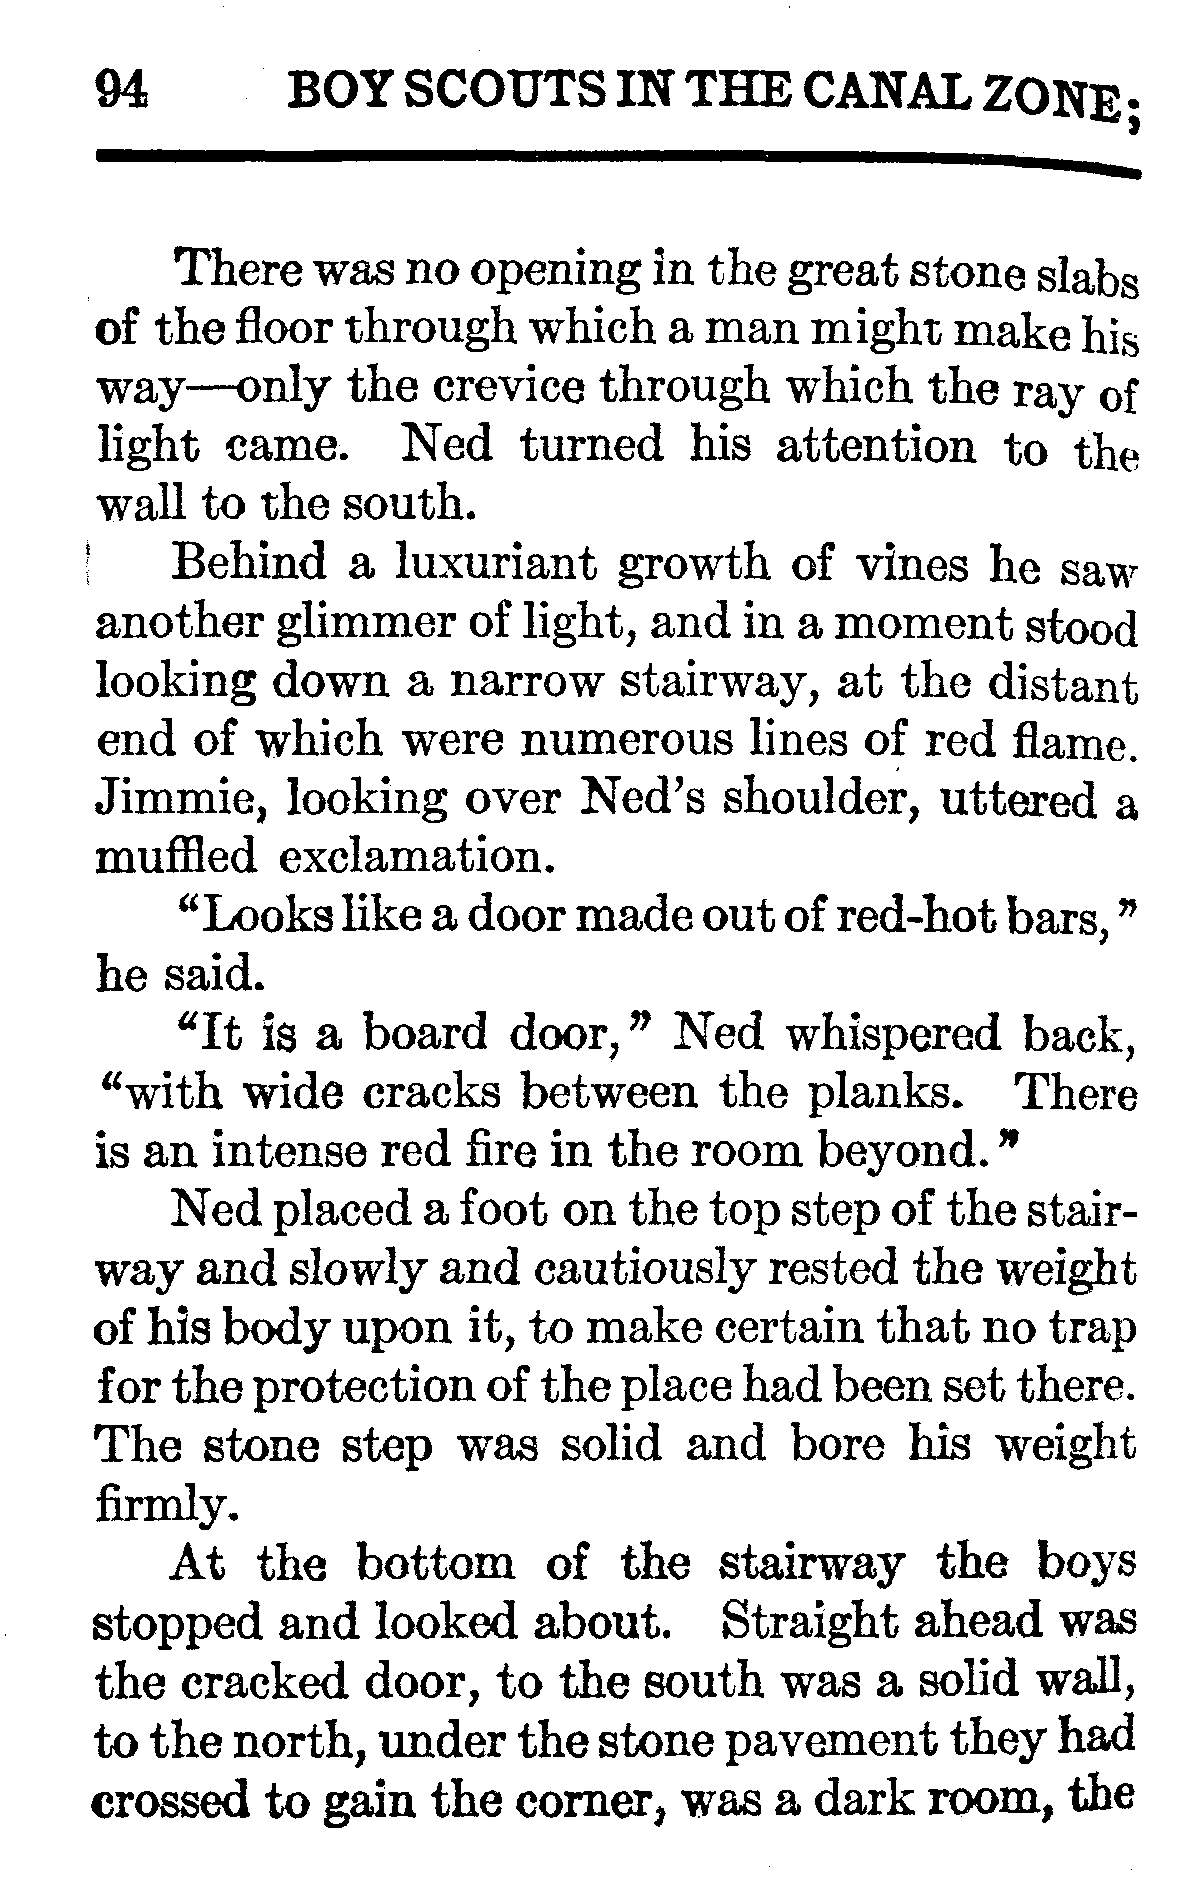 94 BOY SCOUTS IN THE CANAL ZONE;
There was no opening in the great stone slabs
of the floor through which a man might make his
way—only the crevice through which the ray of
light came. Ned turned his attention to the
wall to the south.
Behind a luxuriant growth of vines he saw
another glimmer of light, and in a moment stood
looking down a narrow stairway, at the distant
end of which were numerous lines of red flame.
Jimmie, looking over Ned's shoulder, uttered a
muffled exclamation.
"Looks like a door made out of red-hot bars,"
he said.
"It is a board door," Ned whispered back,
"with wide cracks between the planks. There
is an intense red fire in the room beyond."
Ned placed a foot on the top step of the stair-
way and slowly and cautiously rested the weight
of his body upon it, to make certain that no trap
for the protection of the place had been set there.
The stone step was solid and bore his weight
firmly.
At the bottom of the stairway the boys
stopped and looked about. Straight ahead was
the cracked door, to the south was a solid wall,
to the north, under the stone pavement they had
crossed to gain the corner, was a dark room, the